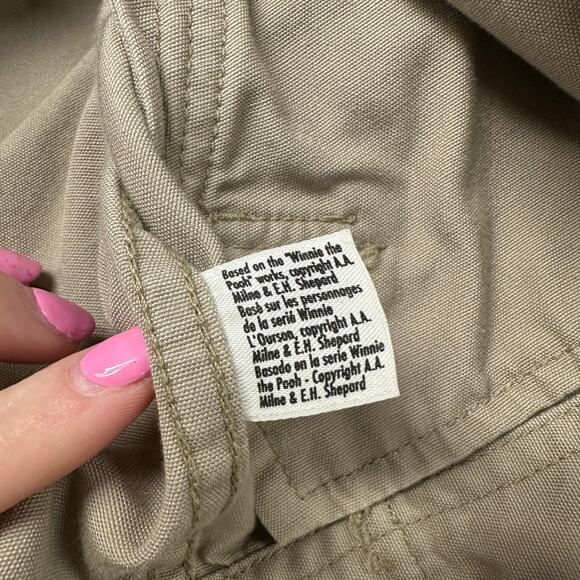 Based on the "Winnie the
Pooh" works, copyright A.A.
Milne & E.H. Shepard
Basé sur les personnages
de la serié Winnie
L'Ourson, copyright A.A.
Milne & E.H. Shepard
Basado en la serie Winnie
the Pooh - Copyright A.A.
Milne & E.H. Shepard